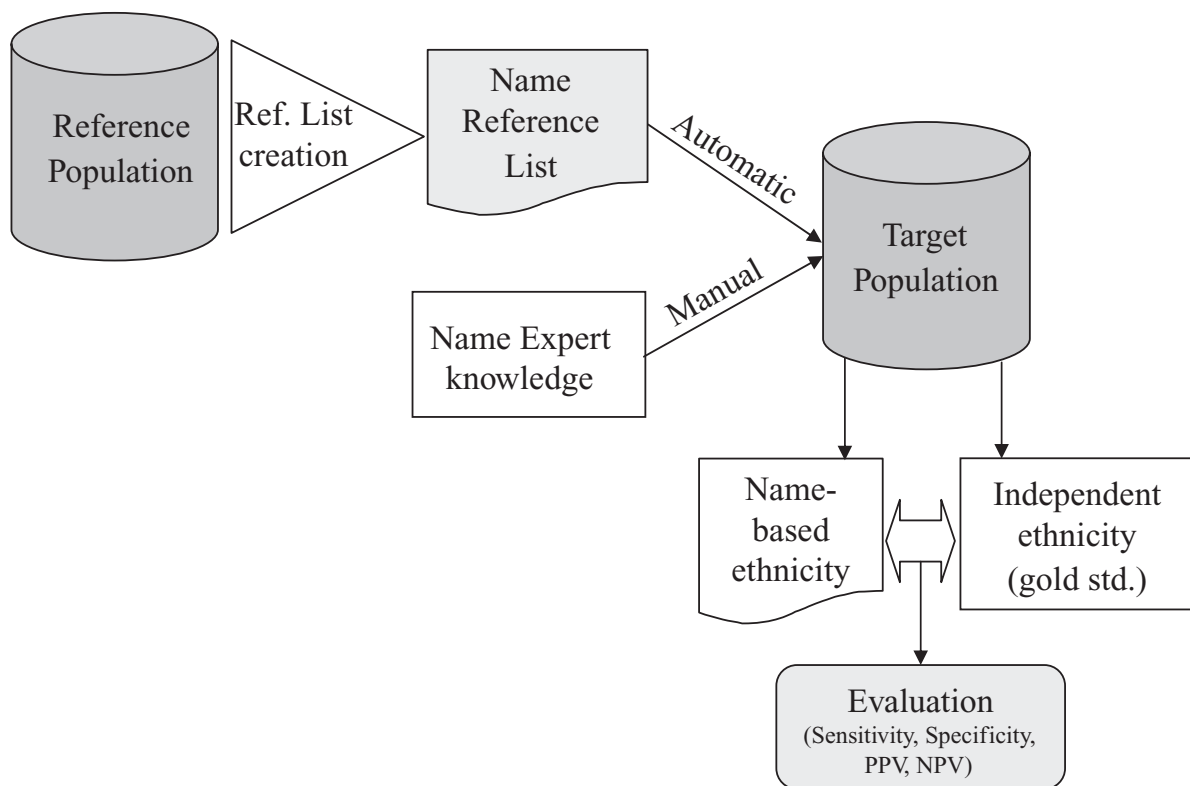 Reference
Population
Ref. List
creation
Name
Reference
List
Automatic
Target
Population
Manual
Name Expert
knowledge
Name-
based
ethnicity
Independent
ethnicity
(gold std.)
Evaluation
(Sensitivity, Specificity,
PPV, NPV)